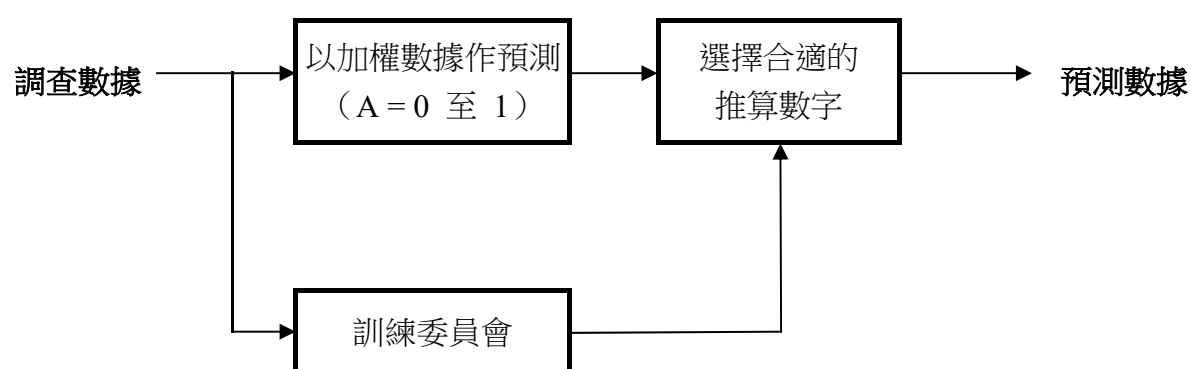 調查數據
以加權數據作預測
（A = 0 至 1）
選擇合適的
推算數字
預測數據
訓練委員會